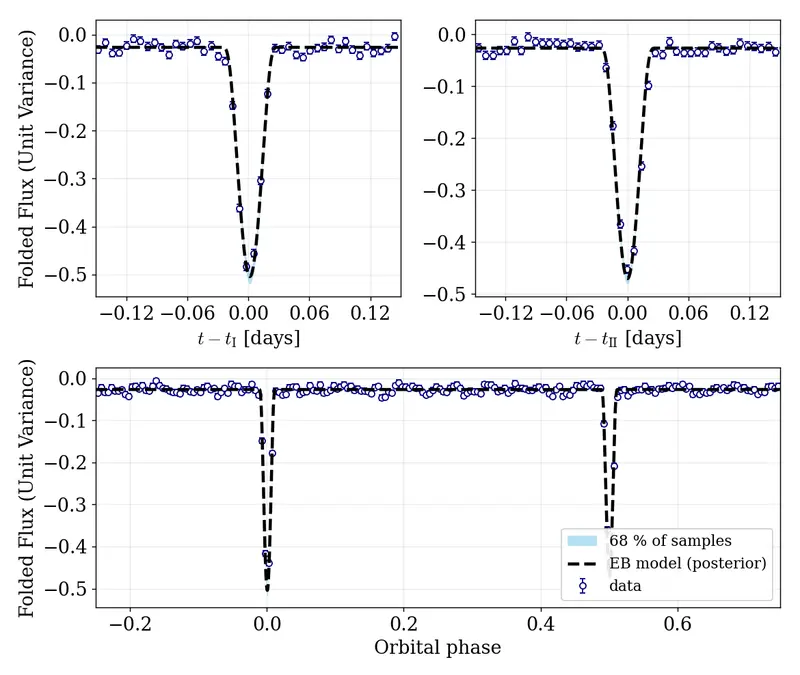 Folded Flux (Unit Variance)
0.0
−0.1
−0.2
−0.3
−0.4
−0.5
−0.12 −0.06 0.00 0.06 0.12
t − tI [days]
0.0
−0.1
−0.2
−0.3
−0.4
−0.5
−0.12 −0.06 0.00 0.06 0.12
t − tII [days]
Folded Flux (Unit Variance)
0.0
−0.1
−0.2
−0.3
−0.4
−0.5
68 % of samples
EB model (posterior)
data
−0.2 0.0 0.2 0.4 0.6
Orbital phase